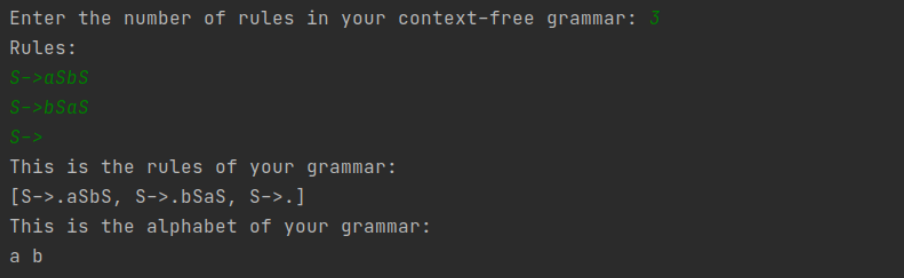 Enter the number of rules in your context-free grammar: 3
Rules:
S->aSbS
S->bSaS
S->
This is the rules of your grammar:
[S->.aSbS, S->.bSaS, S->.]
This is the alphabet of your grammar:
a b